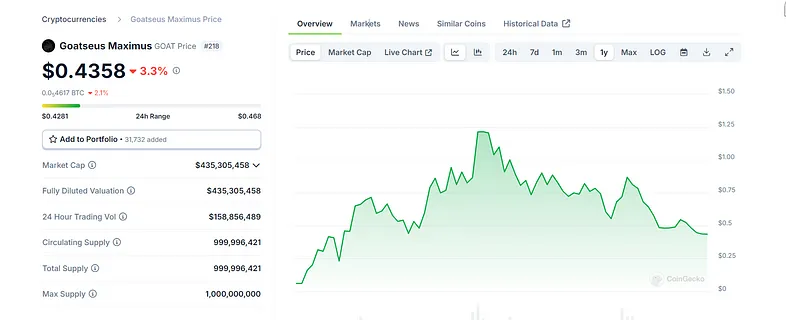 Cryptocurrencies > Goatseus Maximus Price
Goatseus Maximus GOAT Price #218
$0.4358 3.3%
0.0₅4617 BTC 2.1%
$0.4281 24h Range $0.468
Add to Portfolio • 31,732 added
Market Cap $435,305,458
Fully Diluted Valuation $435,305,458
24 Hour Trading Vol $158,856,489
Circulating Supply 999,996,421
Total Supply 999,996,421
Max Supply 1,000,000,000
Overview Markets News Similar Coins Historical Data
Price Market Cap Live Chart 24h 7d 1m 3m 1y Max LOG
$1.50
$1.25
$1.00
$0.75
$0.5
$0.25
$0
CoinGecko